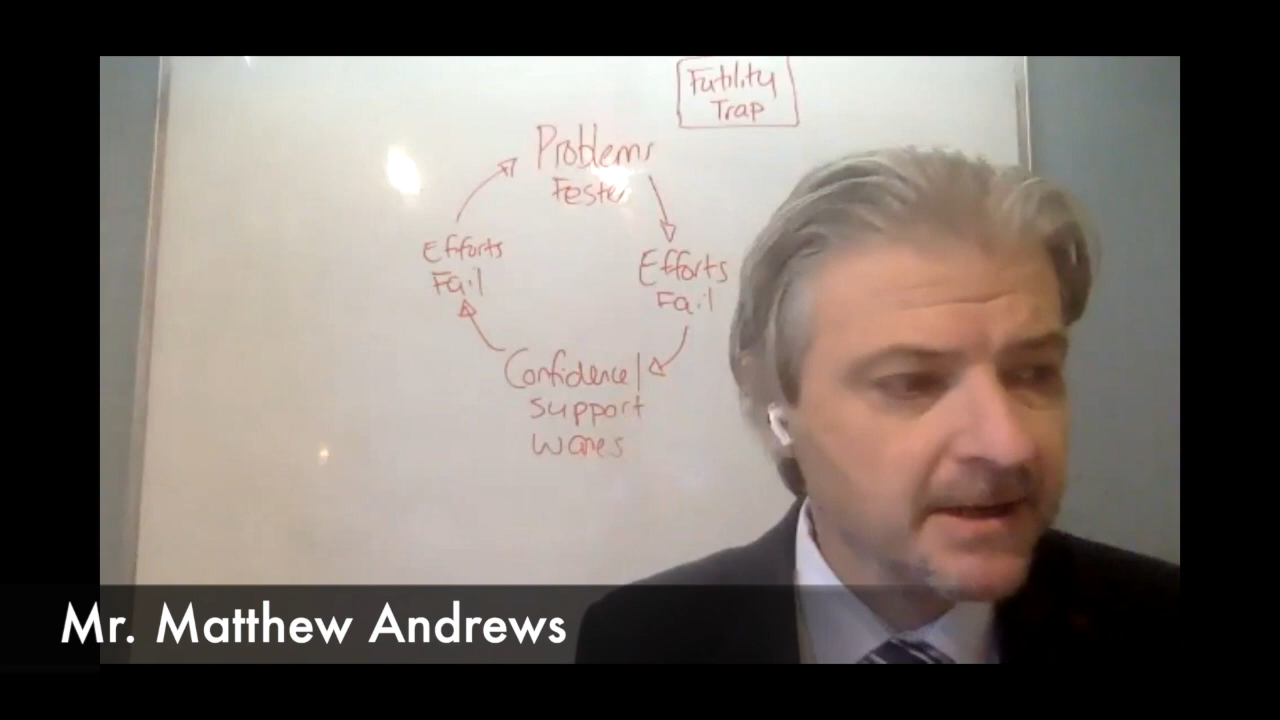 Futility
Trap
Problems
Fester
Efforts
Fail
Efforts
Fail
Confidence/
support
wanes
Mr. Matthew Andrews